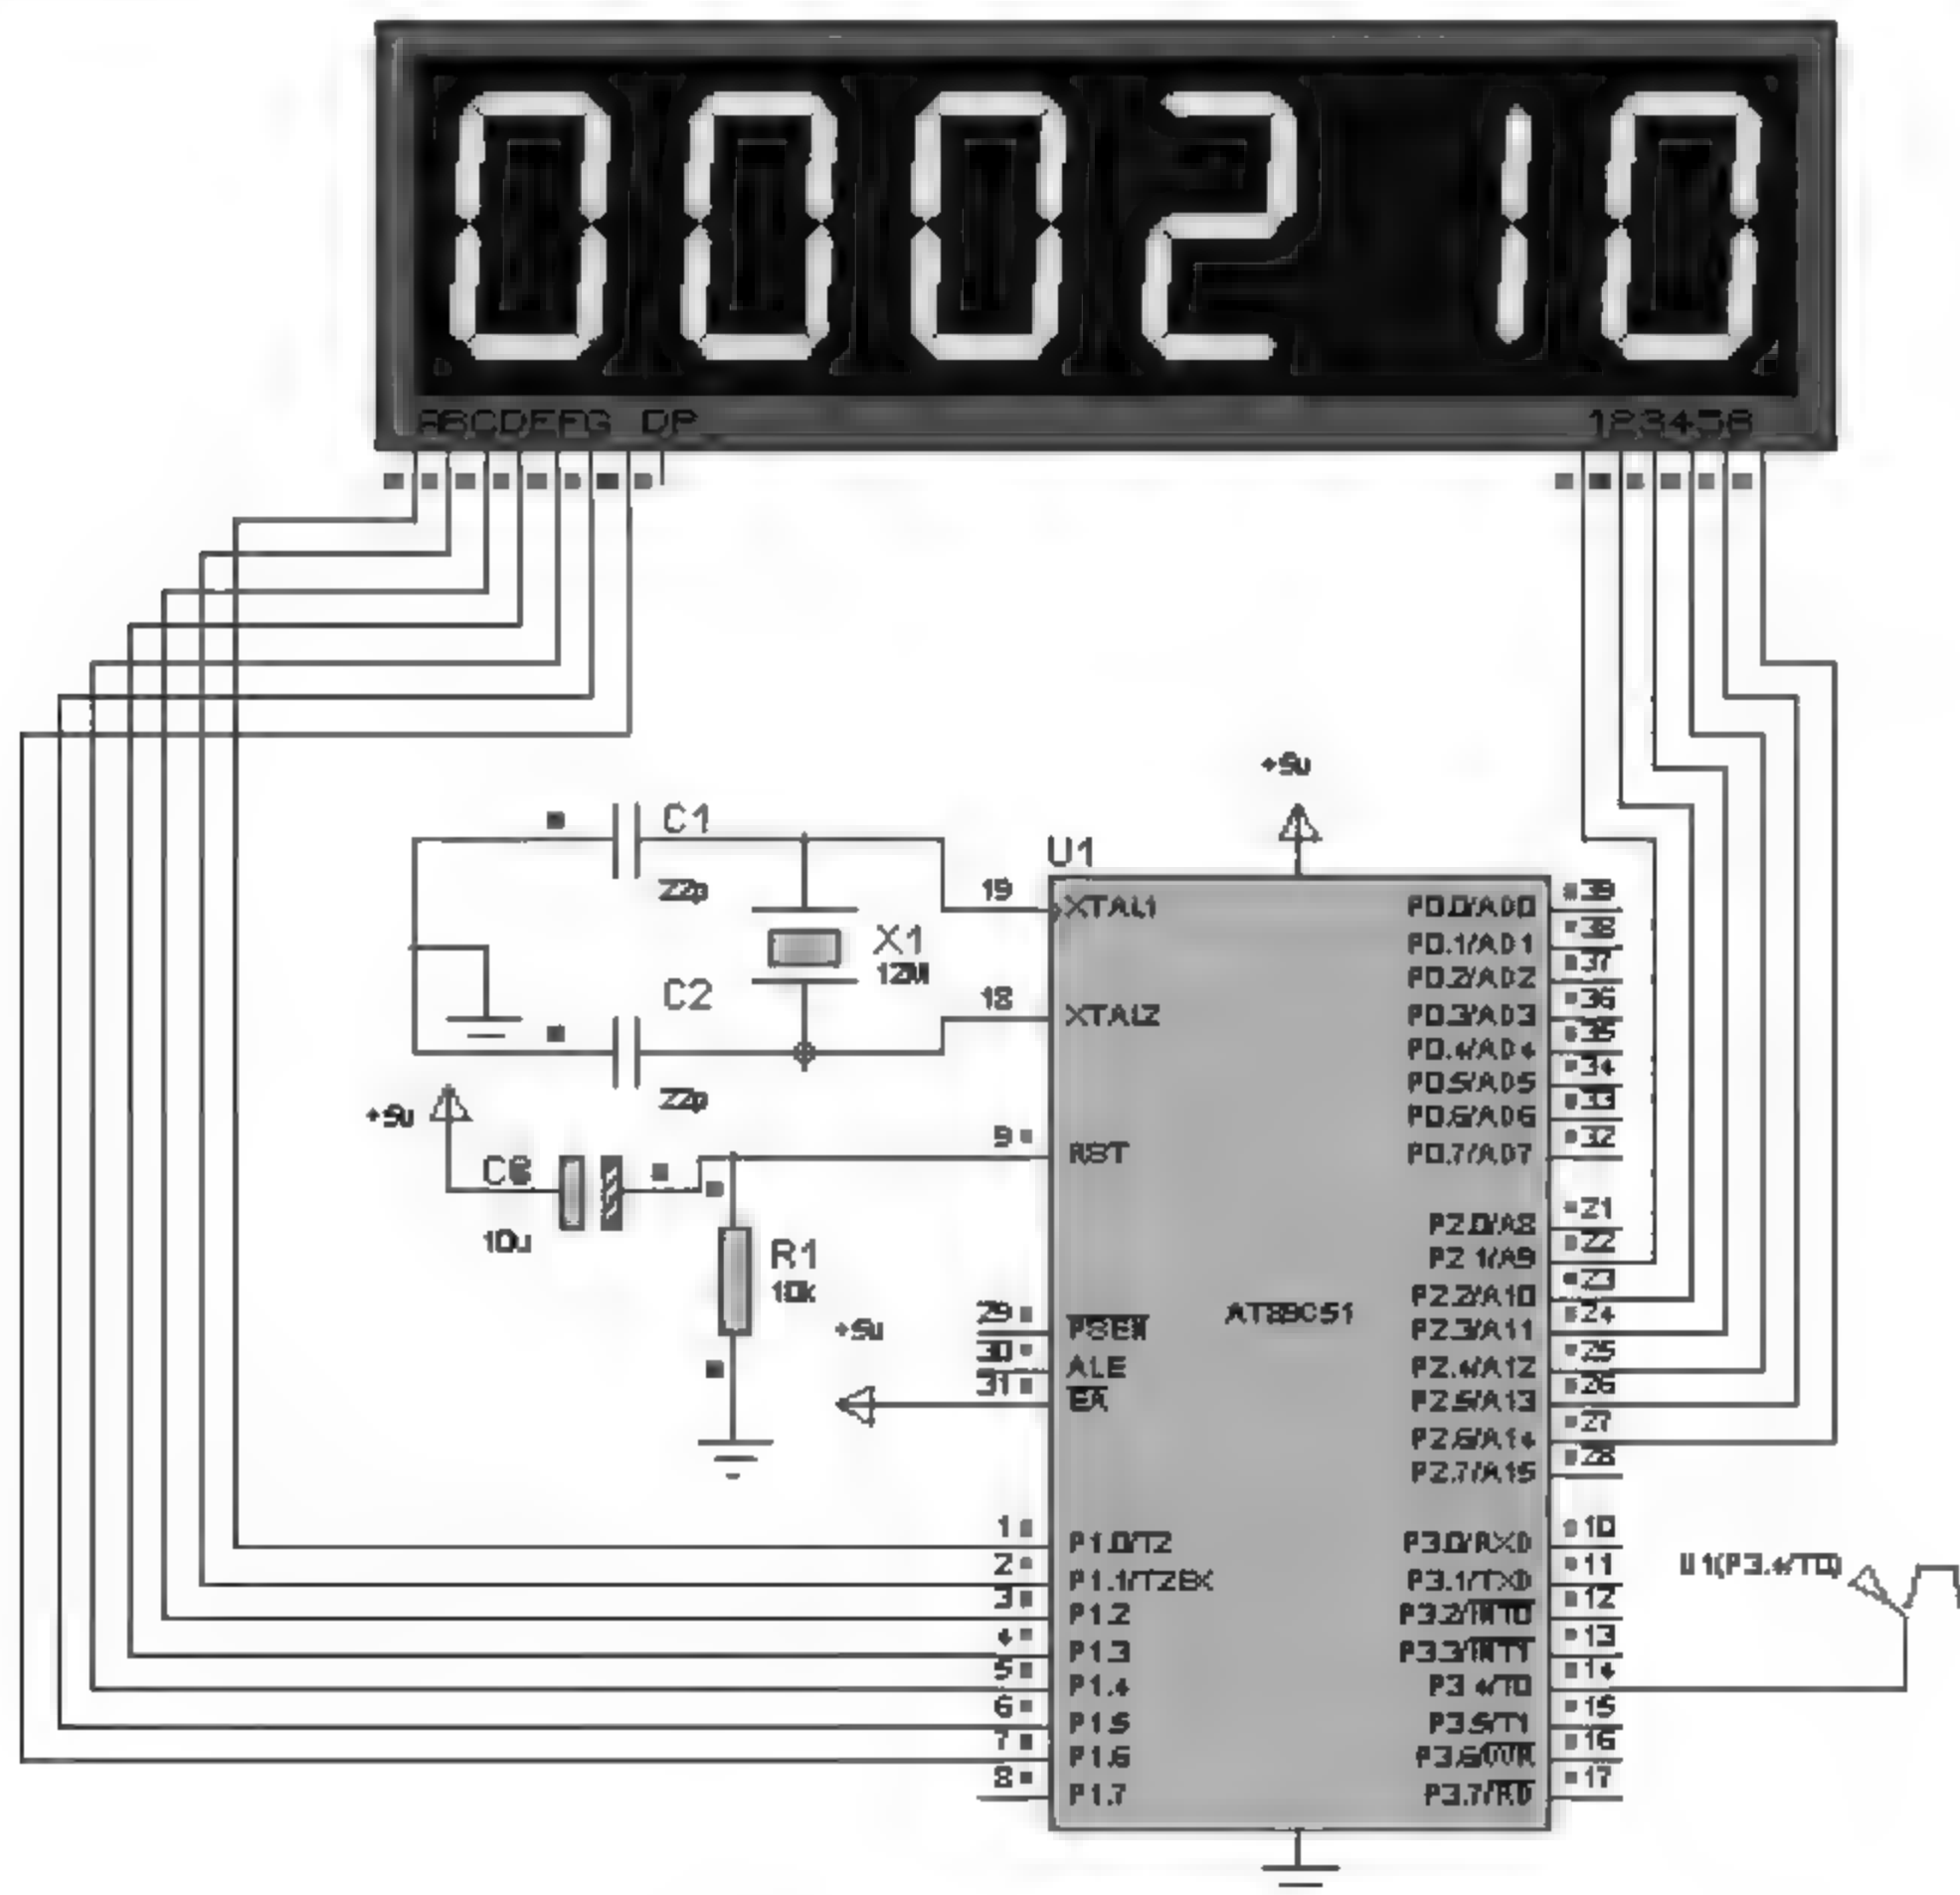 000210
ABCDEFG DP
123456
+5v
C1
22p
C2
22p
X1
12M
+5v
C6
10u
R1
10k
+5v
U1
AT89C51
19 XTAL1
18 XTAL2
9 RST
29 PSEN
30 ALE
31 EA
1 P1.0/T2
2 P1.1/T2EX
3 P1.2
4 P1.3
5 P1.4
6 P1.5
7 P1.6
8 P1.7
P0.0/AD0 39
P0.1/AD1 38
P0.2/AD2 37
P0.3/AD3 36
P0.4/AD4 35
P0.5/AD5 34
P0.6/AD6 33
P0.7/AD7 32
P2.0/A8 21
P2.1/A9 22
P2.2/A10 23
P2.3/A11 24
P2.4/A12 25
P2.5/A13 26
P2.6/A14 27
P2.7/A15 28
P3.0/RXD 10
P3.1/TXD 11
P3.2/INT0 12
P3.3/INT1 13
P3.4/T0 14
P3.5/T1 15
P3.6/WR 16
P3.7/RD 17
U1(P3.4/T0)